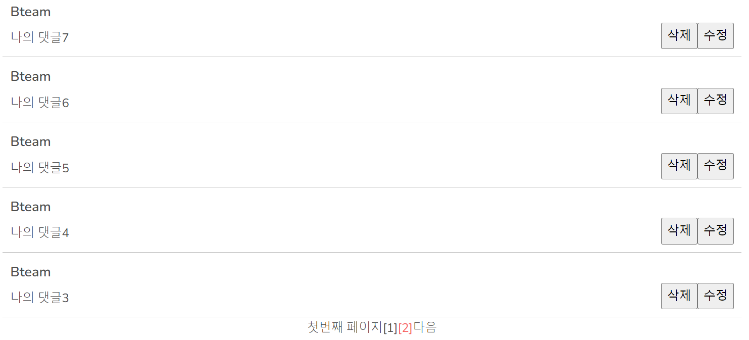 Bteam
나의 댓글7
삭제 수정
Bteam
나의 댓글6
삭제 수정
Bteam
나의 댓글5
삭제 수정
Bteam
나의 댓글4
삭제 수정
Bteam
나의 댓글3
삭제 수정
첫번째 페이지[1][2]다음